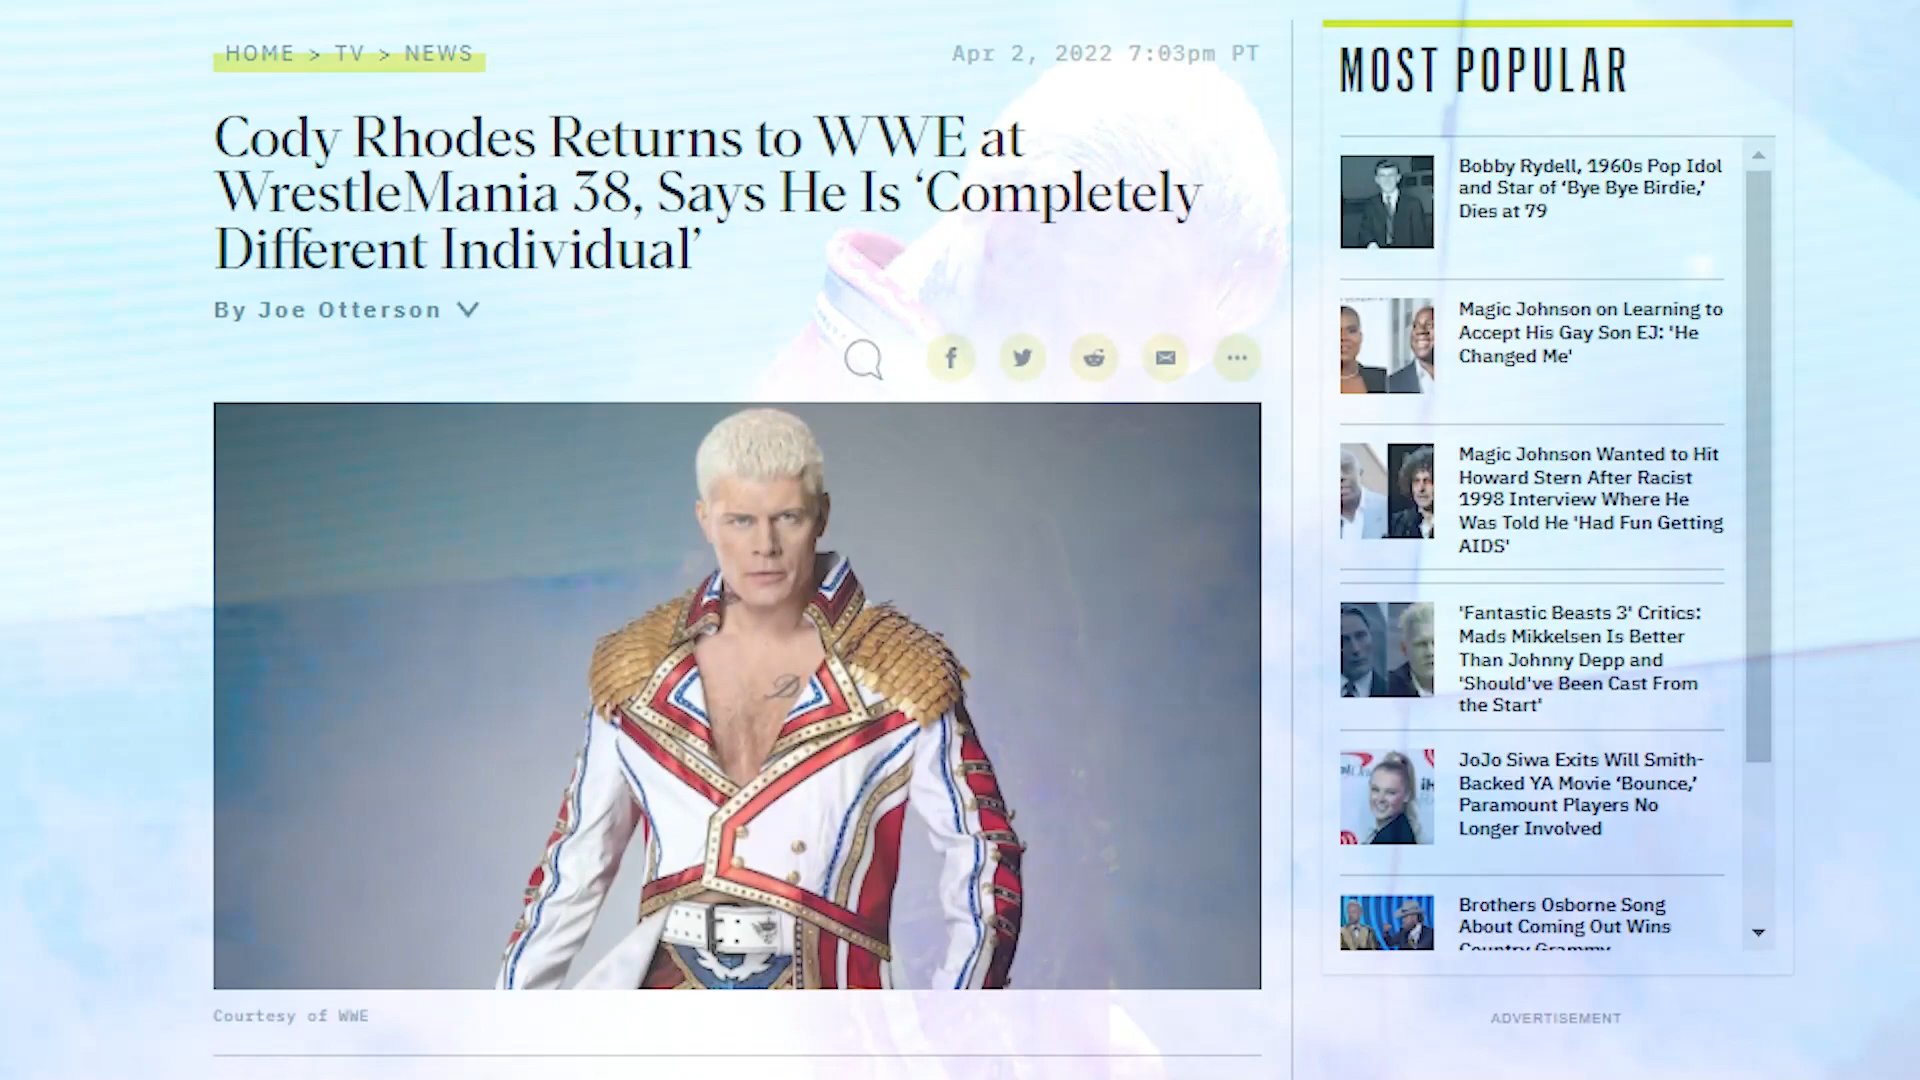 HOME > TV > NEWS
Apr 2, 2022 7:03pm PT
Cody Rhodes Returns to WWE at
WrestleMania 38, Says He Is ‘Completely
Different Individual’
By Joe Otterson
Courtesy of WWE
MOST POPULAR
Bobby Rydell, 1960s Pop Idol
and Star of ‘Bye Bye Birdie,’
Dies at 79
Magic Johnson on Learning to
Accept His Gay Son EJ: 'He
Changed Me'
Magic Johnson Wanted to Hit
Howard Stern After Racist
1998 Interview Where He
Was Told He 'Had Fun Getting
AIDS'
'Fantastic Beasts 3' Critics:
Mads Mikkelsen Is Better
Than Johnny Depp and
'Should've Been Cast From
the Start'
JoJo Siwa Exits Will Smith-
Backed YA Movie ‘Bounce,’
Paramount Players No
Longer Involved
Brothers Osborne Song
About Coming Out Wins
Country Grammy
ADVERTISEMENT